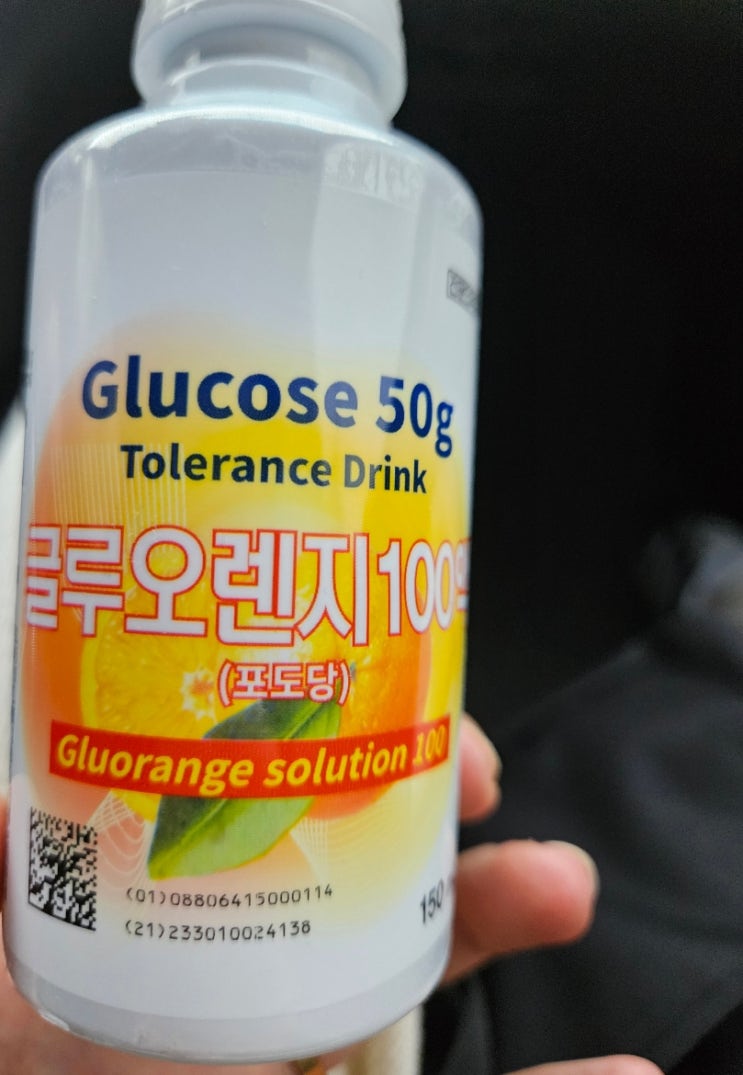 Glucose 50g
Tolerance Drink
글루오렌지100
(포도당)
Gluorange solution 100
(01)08806415000114
(21)233010024138
150